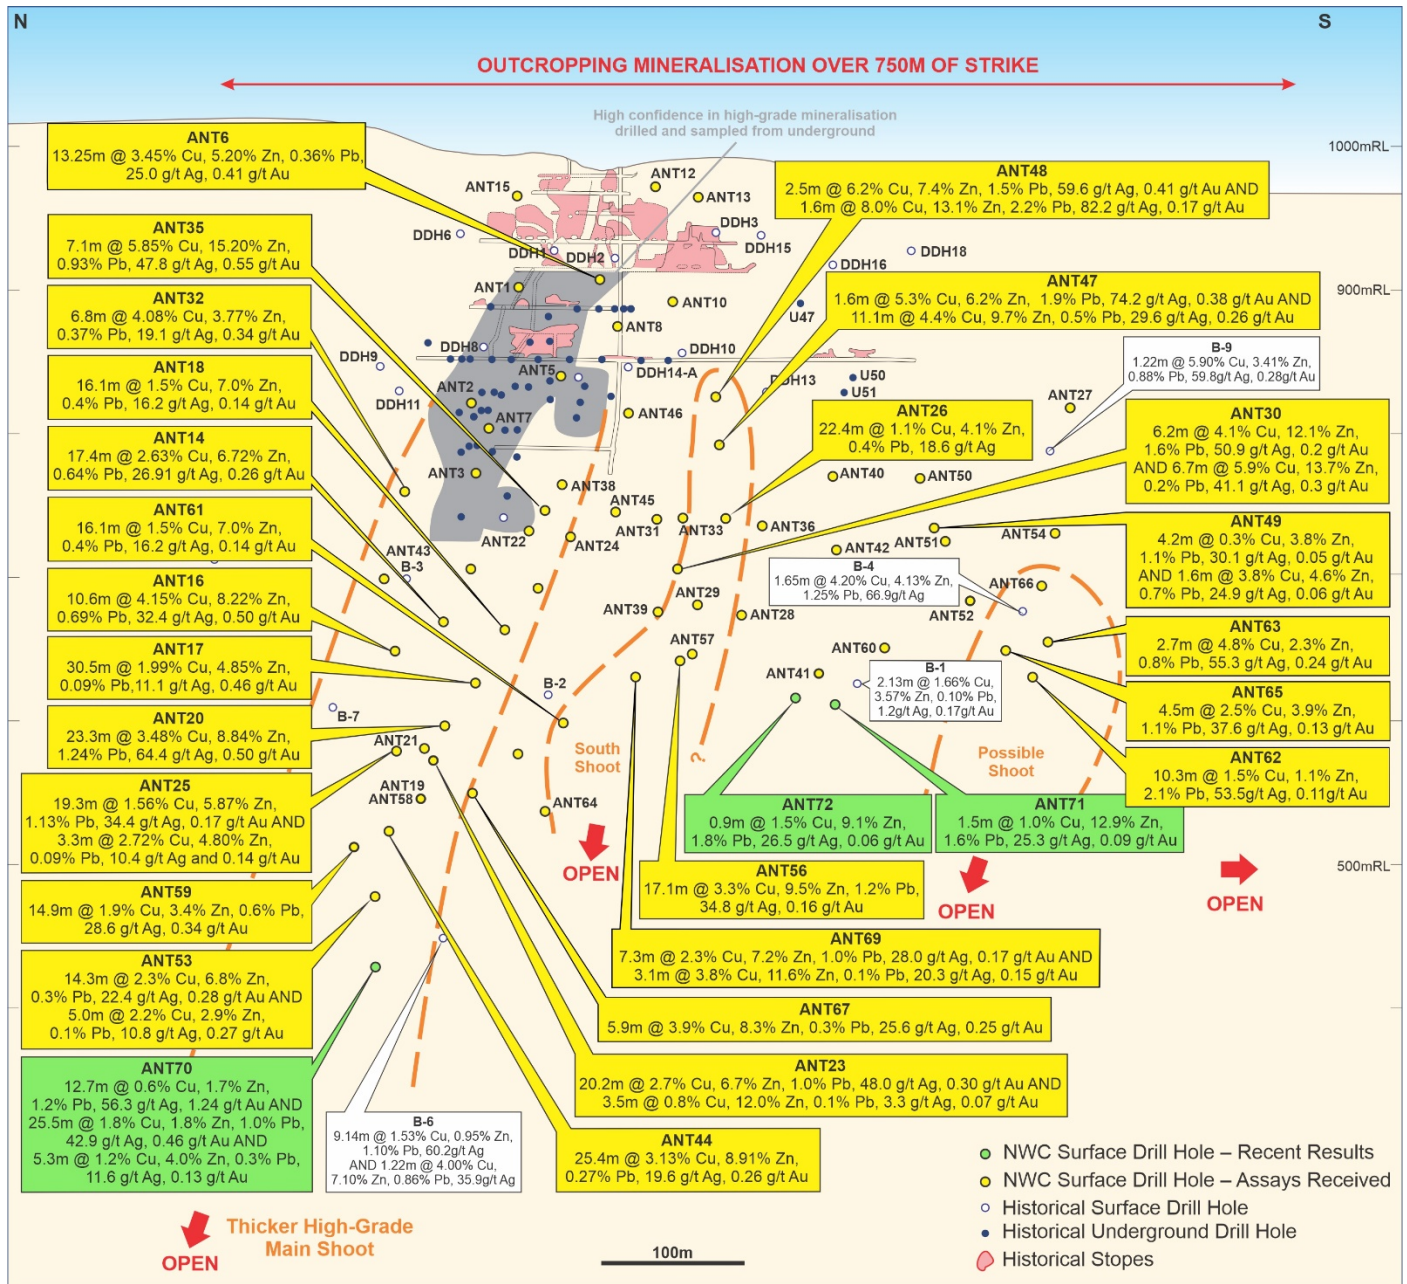 N
S
OUTCROPPING MINERALISATION OVER 750M OF STRIKE
High confidence in high-grade mineralisation
drilled and sampled from underground
1000mRL
900mRL
500mRL
ANT6
13.25m @ 3.45% Cu, 5.20% Zn, 0.36% Pb,
25.0 g/t Ag, 0.41 g/t Au
ANT35
7.1m @ 5.85% Cu, 15.20% Zn,
0.93% Pb, 47.8 g/t Ag, 0.55 g/t Au
ANT32
6.8m @ 4.08% Cu, 3.77% Zn,
0.37% Pb, 19.1 g/t Ag, 0.34 g/t Au
ANT18
16.1m @ 1.5% Cu, 7.0% Zn,
0.4% Pb, 16.2 g/t Ag, 0.14 g/t Au
ANT14
17.4m @ 2.63% Cu, 6.72% Zn,
0.64% Pb, 26.91 g/t Ag, 0.26 g/t Au
ANT61
16.1m @ 1.5% Cu, 7.0% Zn,
0.4% Pb, 16.2 g/t Ag, 0.14 g/t Au
ANT16
10.6m @ 4.15% Cu, 8.22% Zn,
0.69% Pb, 32.4 g/t Ag, 0.50 g/t Au
ANT17
30.5m @ 1.99% Cu, 4.85% Zn,
0.09% Pb,11.1 g/t Ag, 0.46 g/t Au
ANT20
23.3m @ 3.48% Cu, 8.84% Zn,
1.24% Pb, 64.4 g/t Ag, 0.50 g/t Au
ANT25
19.3m @ 1.56% Cu, 5.87% Zn,
1.13% Pb, 34.4 g/t Ag, 0.17 g/t Au AND
3.3m @ 2.72% Cu, 4.80% Zn,
0.09% Pb, 10.4 g/t Ag and 0.14 g/t Au
ANT59
14.9m @ 1.9% Cu, 3.4% Zn, 0.6% Pb,
28.6 g/t Ag, 0.34 g/t Au
ANT53
14.3m @ 2.3% Cu, 6.8% Zn,
0.3% Pb, 22.4 g/t Ag, 0.28 g/t Au AND
5.0m @ 2.2% Cu, 2.9% Zn,
0.1% Pb, 10.8 g/t Ag, 0.27 g/t Au
ANT70
12.7m @ 0.6% Cu, 1.7% Zn,
1.2% Pb, 56.3 g/t Ag, 1.24 g/t Au AND
25.5m @ 1.8% Cu, 1.8% Zn, 1.0% Pb,
42.9 g/t Ag, 0.46 g/t Au AND
5.3m @ 1.2% Cu, 4.0% Zn, 0.3% Pb,
11.6 g/t Ag, 0.13 g/t Au
ANT48
2.5m @ 6.2% Cu, 7.4% Zn, 1.5% Pb, 59.6 g/t Ag, 0.41 g/t Au AND
1.6m @ 8.0% Cu, 13.1% Zn, 2.2% Pb, 82.2 g/t Ag, 0.17 g/t Au
ANT47
1.6m @ 5.3% Cu, 6.2% Zn, 1.9% Pb, 74.2 g/t Ag, 0.38 g/t Au AND
11.1m @ 4.4% Cu, 9.7% Zn, 0.5% Pb, 29.6 g/t Ag, 0.26 g/t Au
B-9
1.22m @ 5.90% Cu, 3.41% Zn,
0.88% Pb, 59.8g/t Ag, 0.28g/t Au
ANT26
22.4m @ 1.1% Cu, 4.1% Zn,
0.4% Pb, 18.6 g/t Ag
ANT30
6.2m @ 4.1% Cu, 12.1% Zn,
1.6% Pb, 50.9 g/t Ag, 0.2 g/t Au
AND 6.7m @ 5.9% Cu, 13.7% Zn,
0.2% Pb, 41.1 g/t Ag, 0.3 g/t Au
ANT49
4.2m @ 0.3% Cu, 3.8% Zn,
1.1% Pb, 30.1 g/t Ag, 0.05 g/t Au
AND 1.6m @ 3.8% Cu, 4.6% Zn,
0.7% Pb, 24.9 g/t Ag, 0.06 g/t Au
B-4
1.65m @ 4.20% Cu, 4.13% Zn,
1.25% Pb, 66.9g/t Ag
ANT63
2.7m @ 4.8% Cu, 2.3% Zn,
0.8% Pb, 55.3 g/t Ag, 0.24 g/t Au
B-1
2.13m @ 1.66% Cu,
3.57% Zn, 0.10% Pb,
1.2g/t Ag, 0.17g/t Au
ANT65
4.5m @ 2.5% Cu, 3.9% Zn,
1.1% Pb, 37.6 g/t Ag, 0.13 g/t Au
ANT62
10.3m @ 1.5% Cu, 1.1% Zn,
2.1% Pb, 53.5g/t Ag, 0.11g/t Au
ANT72
0.9m @ 1.5% Cu, 9.1% Zn,
1.8% Pb, 26.5 g/t Ag, 0.06 g/t Au
ANT71
1.5m @ 1.0% Cu, 12.9% Zn,
1.6% Pb, 25.3 g/t Ag, 0.09 g/t Au
ANT56
17.1m @ 3.3% Cu, 9.5% Zn, 1.2% Pb,
34.8 g/t Ag, 0.16 g/t Au
ANT69
7.3m @ 2.3% Cu, 7.2% Zn, 1.0% Pb, 28.0 g/t Ag, 0.17 g/t Au AND
3.1m @ 3.8% Cu, 11.6% Zn, 0.1% Pb, 20.3 g/t Ag, 0.15 g/t Au
ANT67
5.9m @ 3.9% Cu, 8.3% Zn, 0.3% Pb, 25.6 g/t Ag, 0.25 g/t Au
ANT23
20.2m @ 2.7% Cu, 6.7% Zn, 1.0% Pb, 48.0 g/t Ag, 0.30 g/t Au AND
3.5m @ 0.8% Cu, 12.0% Zn, 0.1% Pb, 3.3 g/t Ag, 0.07 g/t Au
B-6
9.14m @ 1.53% Cu, 0.95% Zn,
1.10% Pb, 60.2g/t Ag
AND 1.22m @ 4.00% Cu,
7.10% Zn, 0.86% Pb, 35.9g/t Ag
ANT44
25.4m @ 3.13% Cu, 8.91% Zn,
0.27% Pb, 19.6 g/t Ag, 0.26 g/t Au
ANT15
ANT12
ANT13
DDH6
DDH1
DDH2
DDH3
DDH15
DDH18
DDH16
ANT1
ANT10
ANT8
U47
DDH8
DDH10
DDH9
DDH11
ANT5
DDH14-A
DDH13
U50
U51
ANT2
ANT7
ANT46
ANT27
ANT3
ANT38
ANT40
ANT50
ANT45
ANT31
ANT33
ANT36
ANT22
ANT24
ANT42
ANT51
ANT54
ANT43
B-3
ANT29
ANT39
ANT28
ANT66
ANT52
ANT57
ANT60
ANT41
B-2
B-7
ANT21
ANT19
ANT58
ANT64
South
Shoot
?
Possible
Shoot
OPEN
OPEN
OPEN
OPEN
Thicker High-Grade
Main Shoot
100m
NWC Surface Drill Hole – Recent Results
NWC Surface Drill Hole – Assays Received
Historical Surface Drill Hole
Historical Underground Drill Hole
Historical Stopes